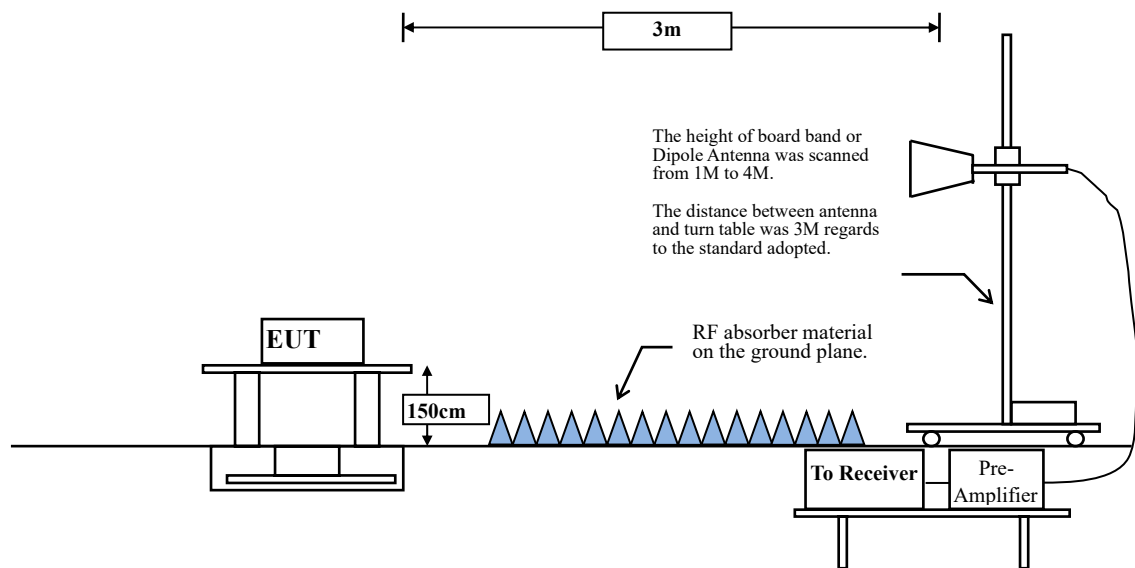 3m
The height of board band or
Dipole Antenna was scanned
from 1M to 4M.
The distance between antenna
and turn table was 3M regards
to the standard adopted.
EUT
RF absorber material
on the ground plane.
150cm
To Receiver
Pre-
Amplifier